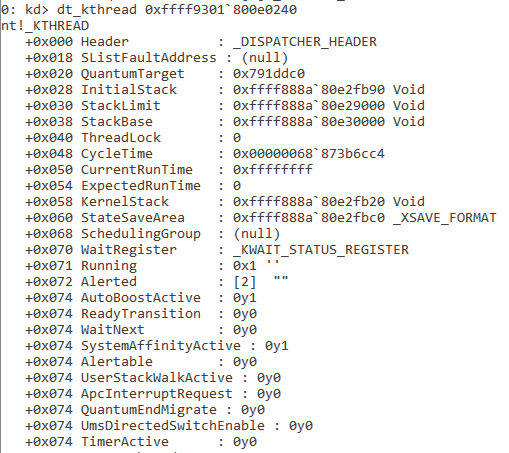 0: kd> dt_kthread 0xffff9301`800e0240
nt!_KTHREAD
+0x000 Header : _DISPATCHER_HEADER
+0x018 SListFaultAddress : (null)
+0x020 QuantumTarget : 0x791ddc0
+0x028 InitialStack : 0xffff888a`80e2fb90 Void
+0x030 StackLimit : 0xffff888a`80e29000 Void
+0x038 StackBase : 0xffff888a`80e30000 Void
+0x040 ThreadLock : 0
+0x048 CycleTime : 0x00000068`873b6cc4
+0x050 CurrentRunTime : 0xffffffff
+0x054 ExpectedRunTime : 0
+0x058 KernelStack : 0xffff888a`80e2fb20 Void
+0x060 StateSaveArea : 0xffff888a`80e2fbc0 _XSAVE_FORMAT
+0x068 SchedulingGroup : (null)
+0x070 WaitRegister : _KWAIT_STATUS_REGISTER
+0x071 Running : 0x1 ''
+0x072 Alerted : [2] ""
+0x074 AutoBoostActive : 0y1
+0x074 ReadyTransition : 0y0
+0x074 WaitNext : 0y0
+0x074 SystemAffinityActive : 0y1
+0x074 Alertable : 0y0
+0x074 UserStackWalkActive : 0y0
+0x074 ApcInterruptRequest : 0y0
+0x074 QuantumEndMigrate : 0y0
+0x074 UmsDirectedSwitchEnable : 0y0
+0x074 TimerActive : 0y0